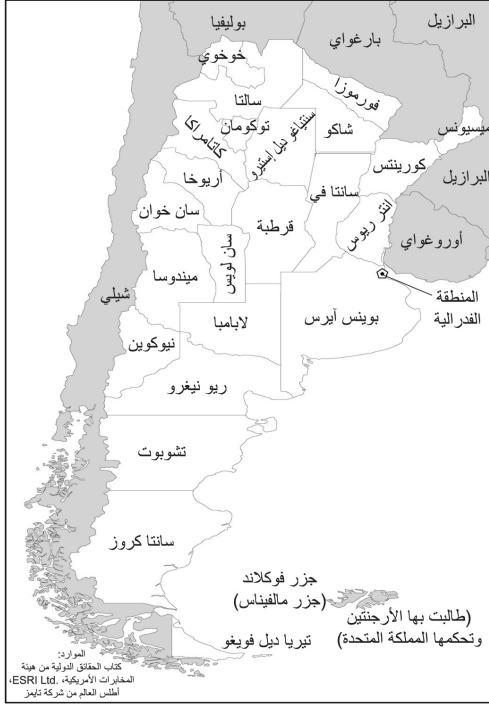 البرازيل
بوليفيا
بارغواي
خوخوي
فورموزا
سالتا
سنتياغو ديل إستيرو
توكومان
شاكو
ميسيونس
كاتامراكا
كورينتس
أريوخا
سانتا في
البرازيل
سان خوان
انتر ريوس
قرطبة
أوروغواي
سان لويس
ميندوسا
شيلي
المنطقة
الفدرالية
لابامبا
بوينس آيرس
نيوكوين
ريو نيغرو
تشوبوت
سانتا كروز
جزر فوكلاند
(جزر مالفيناس)
(طالبت بها الأرجنتين
وتحكمها المملكة المتحدة)
تيريا ديل فويغو
الموارد:
كتاب الحقائق الدولية من هيئة
المخابرات الأمريكية، .ESRI Ltd،
أطلس العالم من شركة تايمز